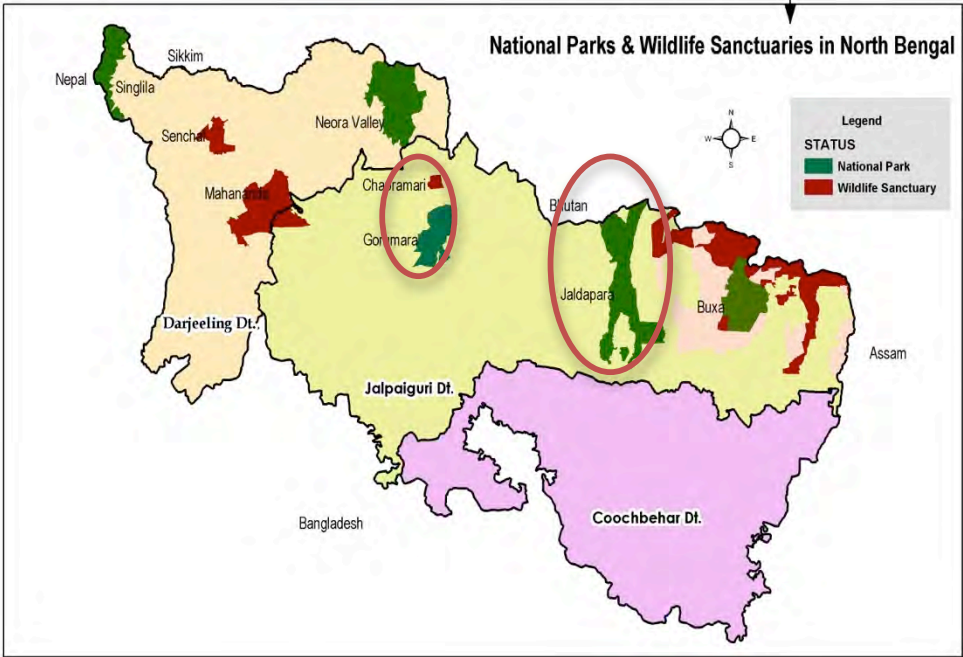 National Parks & Wildlife Sanctuaries in North Bengal
Sikkim
Nepal
Singlila
Neora Valley
Senchal
N
W
E
S
Legend
STATUS
National Park
Wildlife Sanctuary
Mahananda
Chapramari
Bhutan
Gorumara
Jaldapara
Buxa
Darjeeling Dt.
Assam
Jalpaiguri Dt.
Bangladesh
Coochbehar Dt.